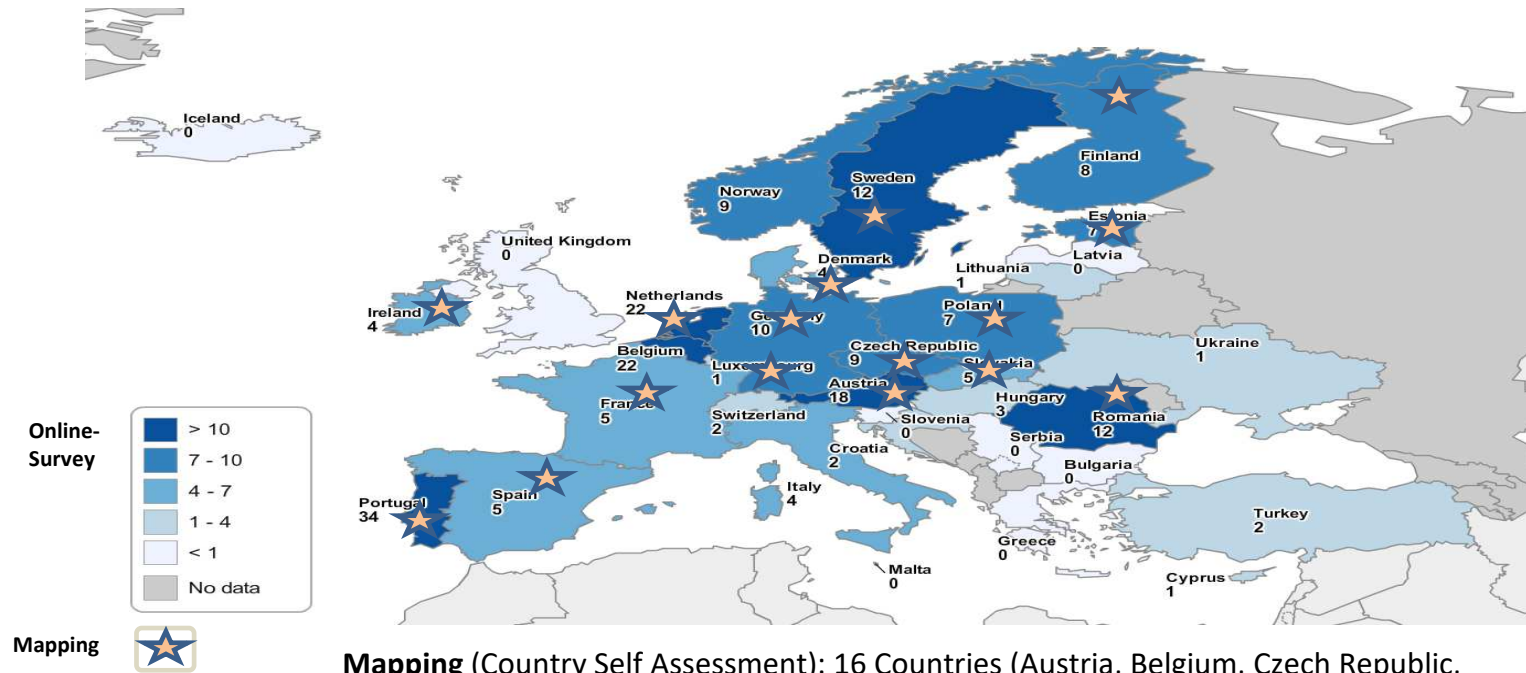 Iceland
0
Norway
9
Sweden
12
Finland
8
Estonia
7
Latvia
0
Lithuania
1
United Kingdom
0
Denmark
4
Ireland
4
Netherlands
22
Germany
10
Poland
7
Belgium
22
Luxembourg
1
Czech Republic
9
Slovakia
5
Ukraine
1
France
5
Austria
18
Switzerland
2
Hungary
3
Romania
12
Slovenia
0
Croatia
2
Serbia
0
Bulgaria
0
Italy
4
Portugal
34
Spain
5
Greece
0
Turkey
2
Malta
0
Cyprus
1
Online-
Survey
> 10
7 - 10
4 - 7
1 - 4
< 1
No data
Mapping
Mapping (Country Self Assessment): 16 Countries (Austria, Belgium, Czech Republic,